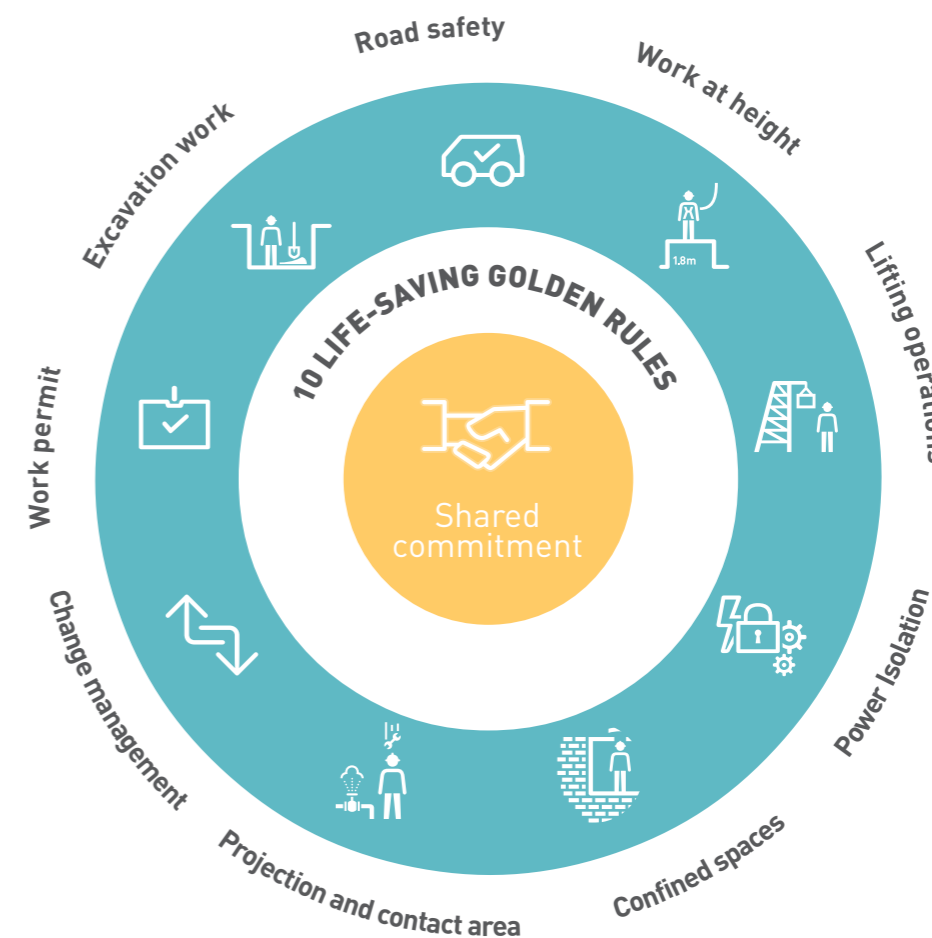 Road safety
Work at height
Lifting operations
Power Isolation
Confined spaces
Projection and contact area
Change management
Work permit
Excavation work
1.8m
10 LIFE-SAVING GOLDEN RULES
Shared
commitment